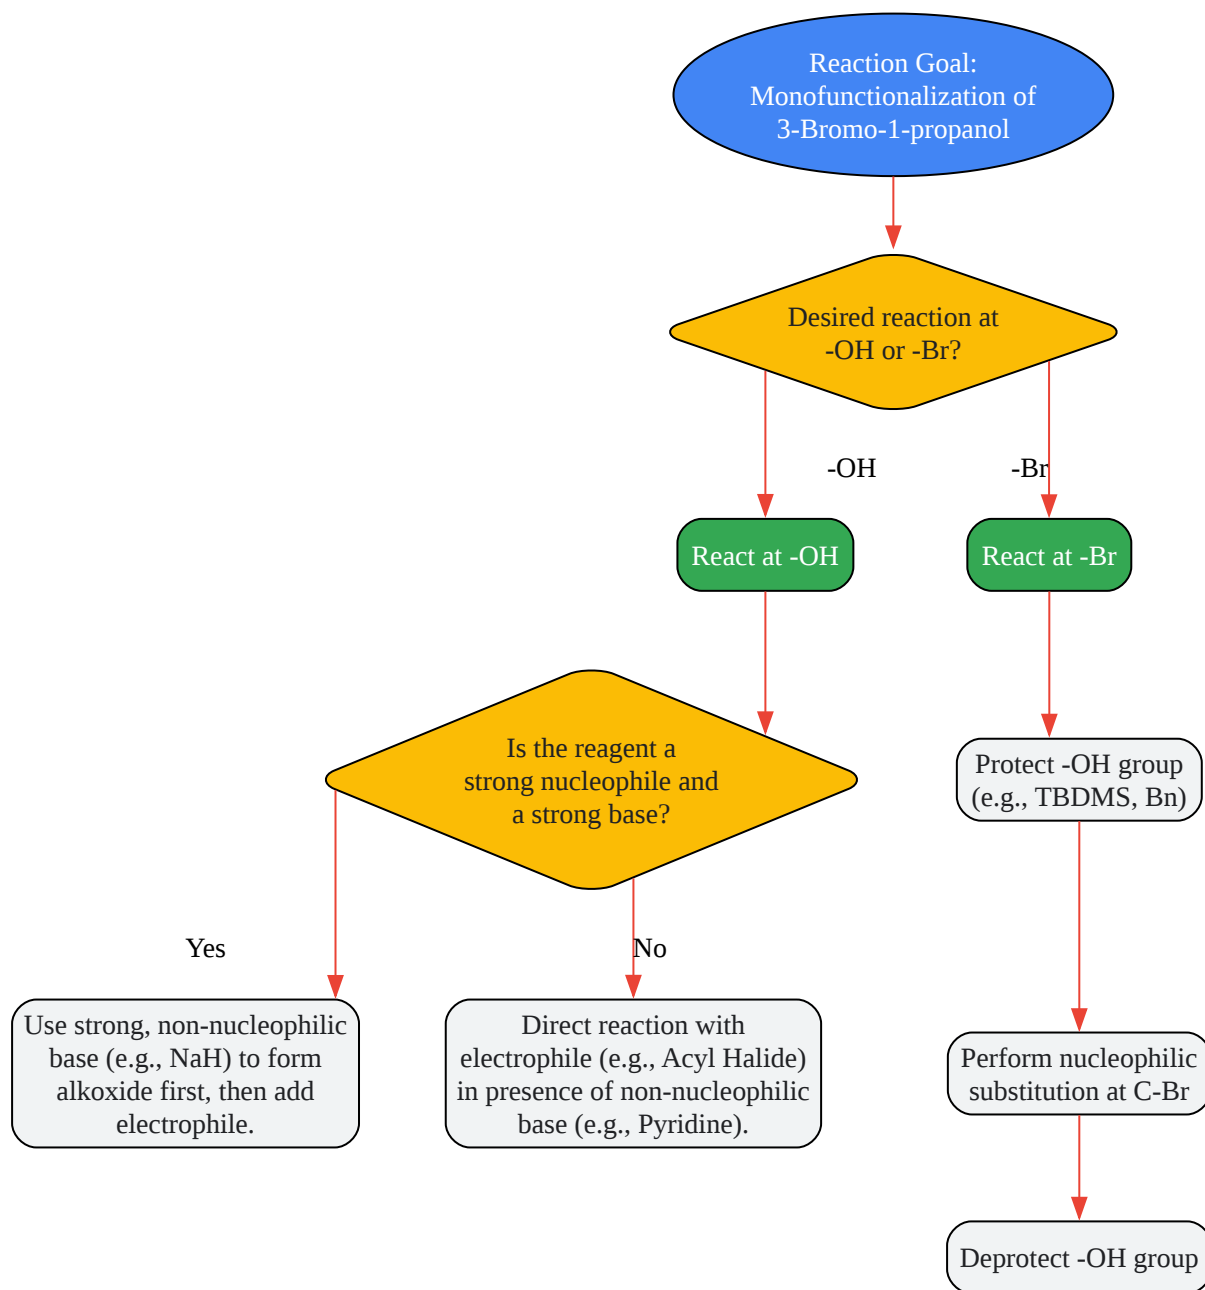 Reaction Goal:
Monofunctionalization of
3-Bromo-1-propanol
Desired reaction at
-OH or -Br?
-OH
-Br
React at -OH
React at -Br
Is the reagent a
strong nucleophile and
a strong base?
Protect -OH group
(e.g., TBDMS, Bn)
Yes
No
Use strong, non-nucleophilic
base (e.g., NaH) to form
alkoxide first, then add
electrophile.
Direct reaction with
electrophile (e.g., Acyl Halide)
in presence of non-nucleophilic
base (e.g., Pyridine).
Perform nucleophilic
substitution at C-Br
Deprotect -OH group